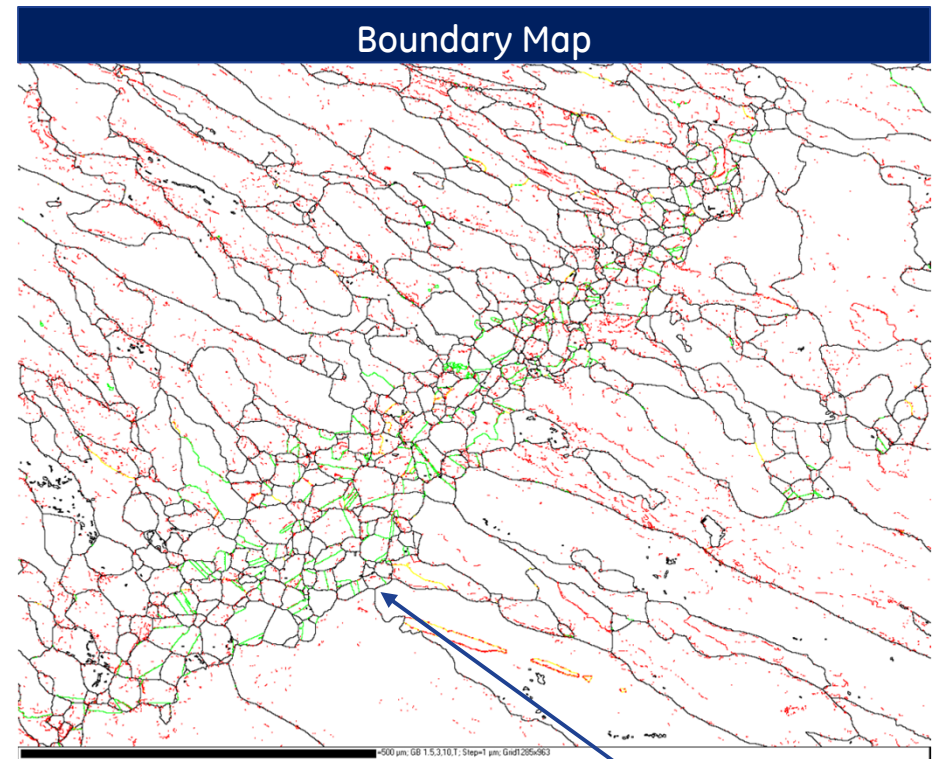 Boundary Map
=500 µm; GB 1.5,3,10,T; Step=1 µm; Grid1285x963